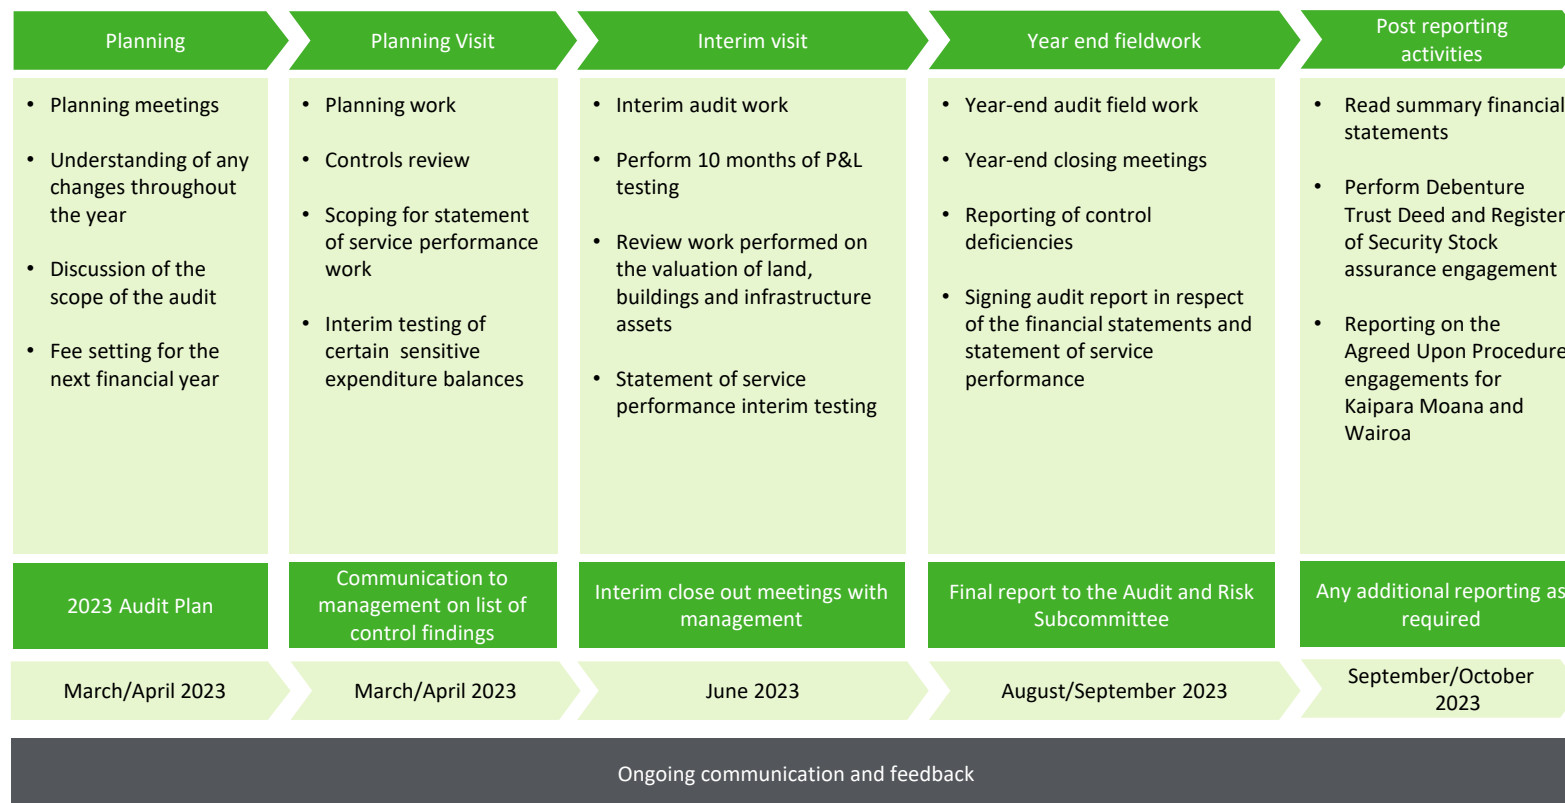 Planning
Planning Visit
Interim visit
Year end fieldwork
Post reporting
activities
• Planning meetings
• Understanding of any
changes throughout
the year
• Discussion of the
scope of the audit
• Fee setting for the
next financial year
• Planning work
• Controls review
• Scoping for statement
of service performance
work
• Interim testing of
certain sensitive
expenditure balances
• Interim audit work
• Perform 10 months of P&L
testing
• Review work performed on
the valuation of land,
buildings and infrastructure
assets
• Statement of service
performance interim testing
• Year-end audit field work
• Year-end closing meetings
• Reporting of control
deficiencies
• Signing audit report in respect
of the financial statements and
statement of service
performance
• Read summary financial
statements
• Perform Debenture
Trust Deed and Register
of Security Stock
assurance engagement
• Reporting on the
Agreed Upon Procedure
engagements for
Kaipara Moana and
Wairoa
2023 Audit Plan
Communication to
management on list of
control findings
Interim close out meetings with
management
Final report to the Audit and Risk
Subcommittee
Any additional reporting as
required
March/April 2023
March/April 2023
June 2023
August/September 2023
September/October
2023
Ongoing communication and feedback